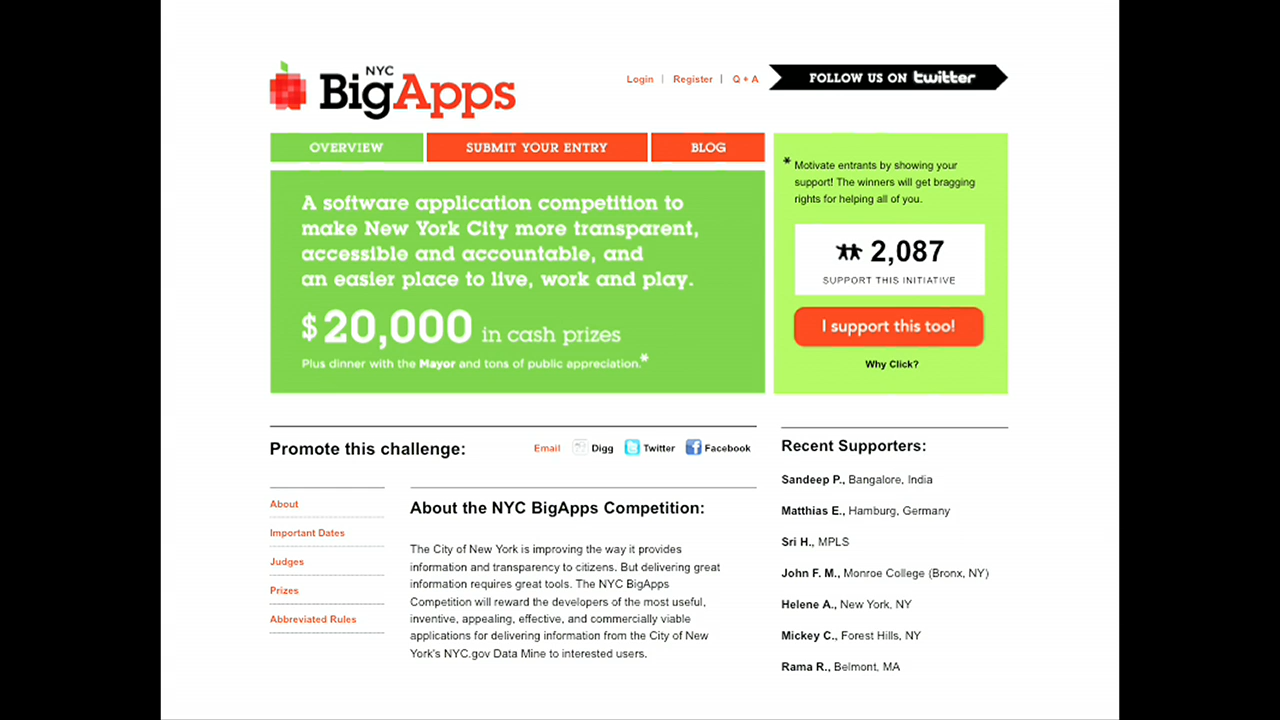 NYC
BigApps
Login | Register | Q + A
FOLLOW US ON twitter
OVERVIEW
SUBMIT YOUR ENTRY
BLOG
A software application competition to
make New York City more transparent,
accessible and accountable, and
an easier place to live, work and play.
$20,000 in cash prizes
Plus dinner with the Mayor and tons of public appreciation.*
* Motivate entrants by showing your
support! The winners will get bragging
rights for helping all of you.
2,087
SUPPORT THIS INITIATIVE
I support this too!
Why Click?
Promote this challenge:
Email Digg Twitter Facebook
About
Important Dates
Judges
Prizes
Abbreviated Rules
About the NYC BigApps Competition:
The City of New York is improving the way it provides
information and transparency to citizens. But delivering great
information requires great tools. The NYC BigApps
Competition will reward the developers of the most useful,
inventive, appealing, effective, and commercially viable
applications for delivering information from the City of New
York's NYC.gov Data Mine to interested users.
Recent Supporters:
Sandeep P., Bangalore, India
Matthias E., Hamburg, Germany
Sri H., MPLS
John F. M., Monroe College (Bronx, NY)
Helene A., New York, NY
Mickey C., Forest Hills, NY
Rama R., Belmont, MA